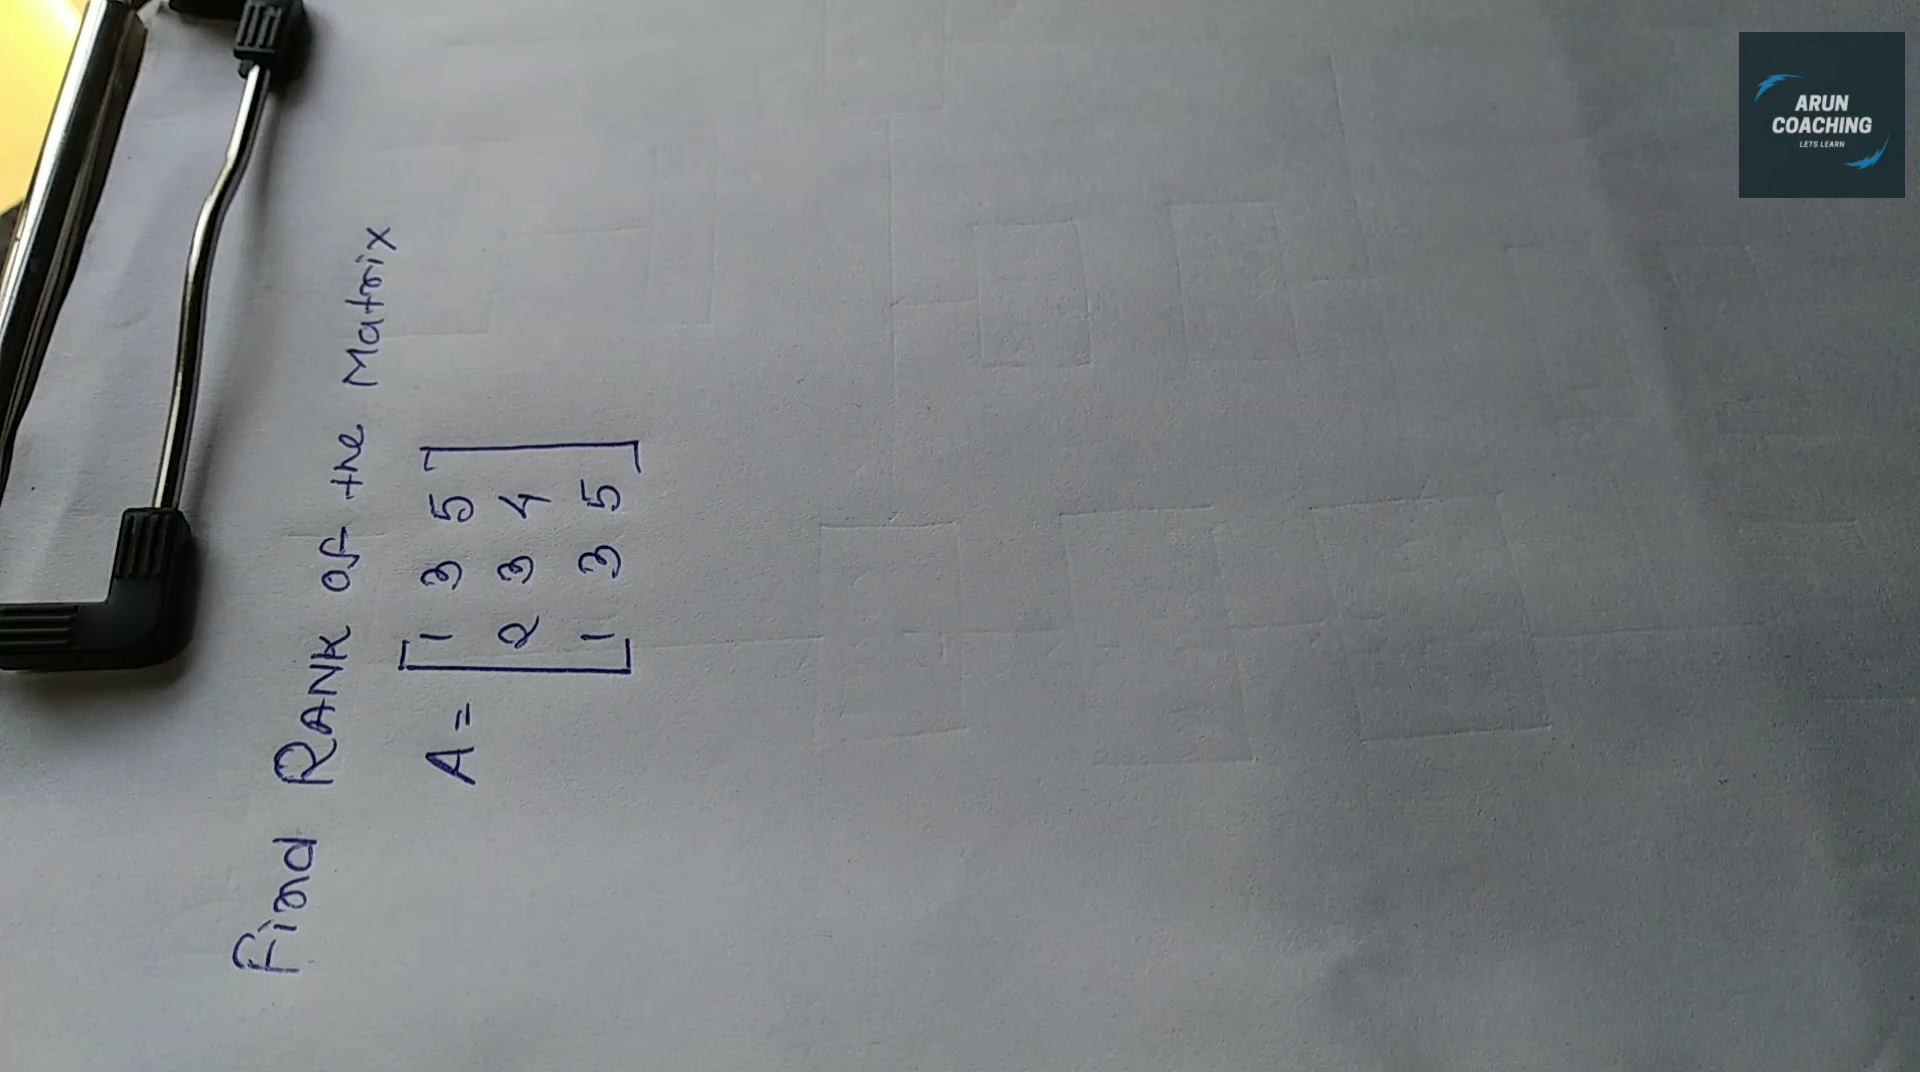 Find RANK of the Matrix
A = [ 1 3 5
2 3 4
1 3 5 ]
ARUN
COACHING
LETS LEARN